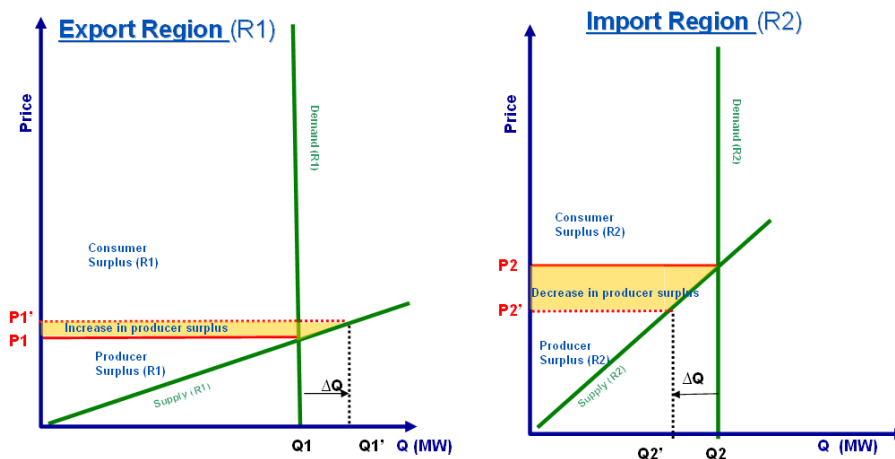 Export Region (R1)
Price
Demand (R1)
Consumer
Surplus (R1)
P1'
Increase in producer surplus
P1
Producer
Surplus (R1)
Supply (R1)
ΔQ
Q1
Q1'
Q (MW)
Import Region (R2)
Price
Demand (R2)
Consumer
Surplus (R2)
P2
Decrease in producer surplus
P2'
Producer
Surplus (R2)
Supply (R2)
ΔQ
Q2'
Q2
Q (MW)